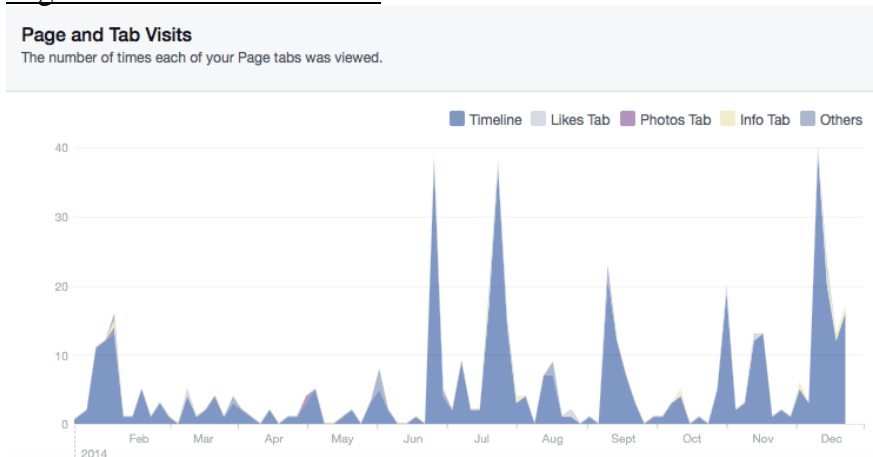 Page and Tab Visits
The number of times each of your Page tabs was viewed.
Timeline Likes Tab Photos Tab Info Tab Others
40
30
20
10
0
Feb Mar Apr May Jun Jul Aug Sept Oct Nov Dec
2014